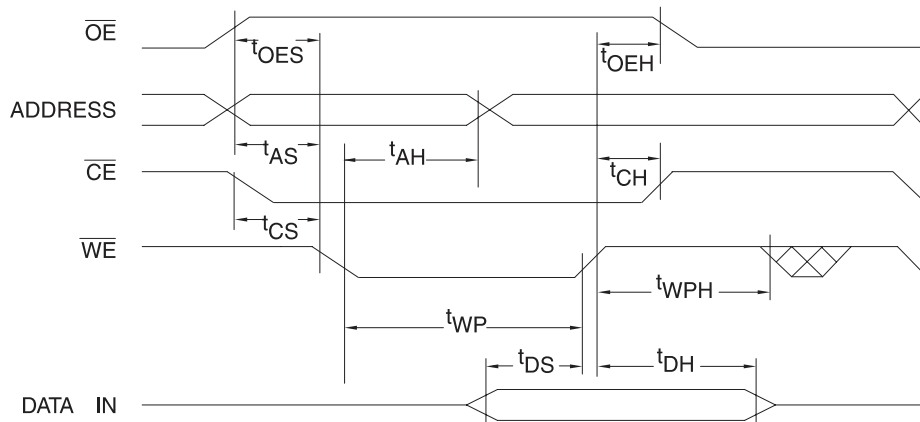 OE
tOES
tOEH
ADDRESS
tAS
tAH
tCH
CE
tCS
WE
tWPH
tWP
tDS
tDH
DATA IN